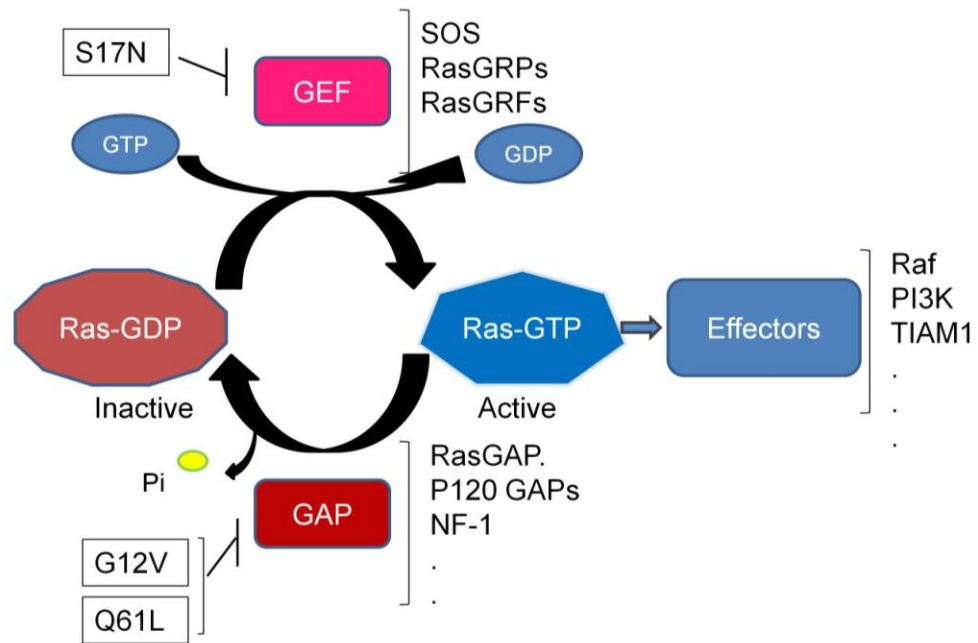 S17N
GEF
SOS
RasGRPs
RasGRFs
GTP
GDP
Ras-GDP
Inactive
Ras-GTP
Active
Effectors
Raf
PI3K
TIAM1
.
.
.
Pi
GAP
RasGAP.
P120 GAPs
NF-1
.
.
G12V
Q61L